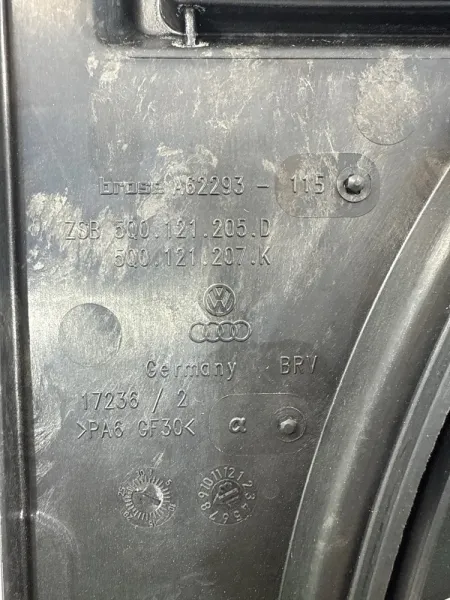 brose A62293 - 115
ZSB 5Q0.121.205.D
5Q0.121.207.K
Germany BRV
17236 / 2
>PA6 GF30< α